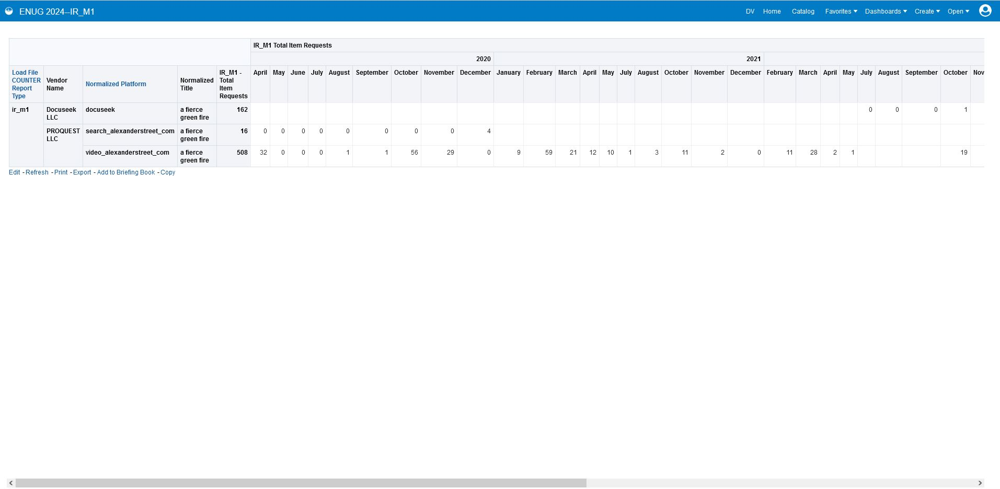 ENUG 2024--IR_M1 DV Home Catalog Favorites Dashboards Create Open
IR_M1 Total Item Requests
2020 2021
Load File COUNTER Report Type Vendor Name Normalized Platform Normalized Title IR_M1 - Total Item Requests April May June July August September October November December January February March April May July August October November December February March April May July August September October Nov
ir_m1 Docuseek LLC docuseek a fierce green fire 162 0 0 0 1
PROQUEST LLC search_alexanderstreet_com a fierce green fire 16 0 0 0 0 0 0 0 0 4
video_alexanderstreet_com a fierce green fire 508 32 0 0 0 1 1 56 29 0 9 59 21 12 10 1 3 11 2 0 11 28 2 1 19
Edit - Refresh - Print - Export - Add to Briefing Book - Copy